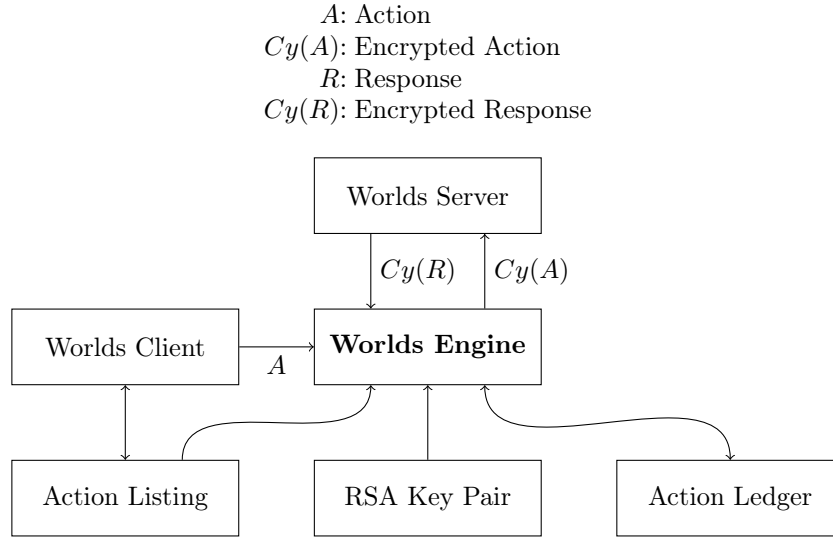 A: Action
Cy(A): Encrypted Action
R: Response
Cy(R): Encrypted Response
Worlds Server
Cy(R)
Cy(A)
Worlds Client
A
Worlds Engine
Action Listing
RSA Key Pair
Action Ledger